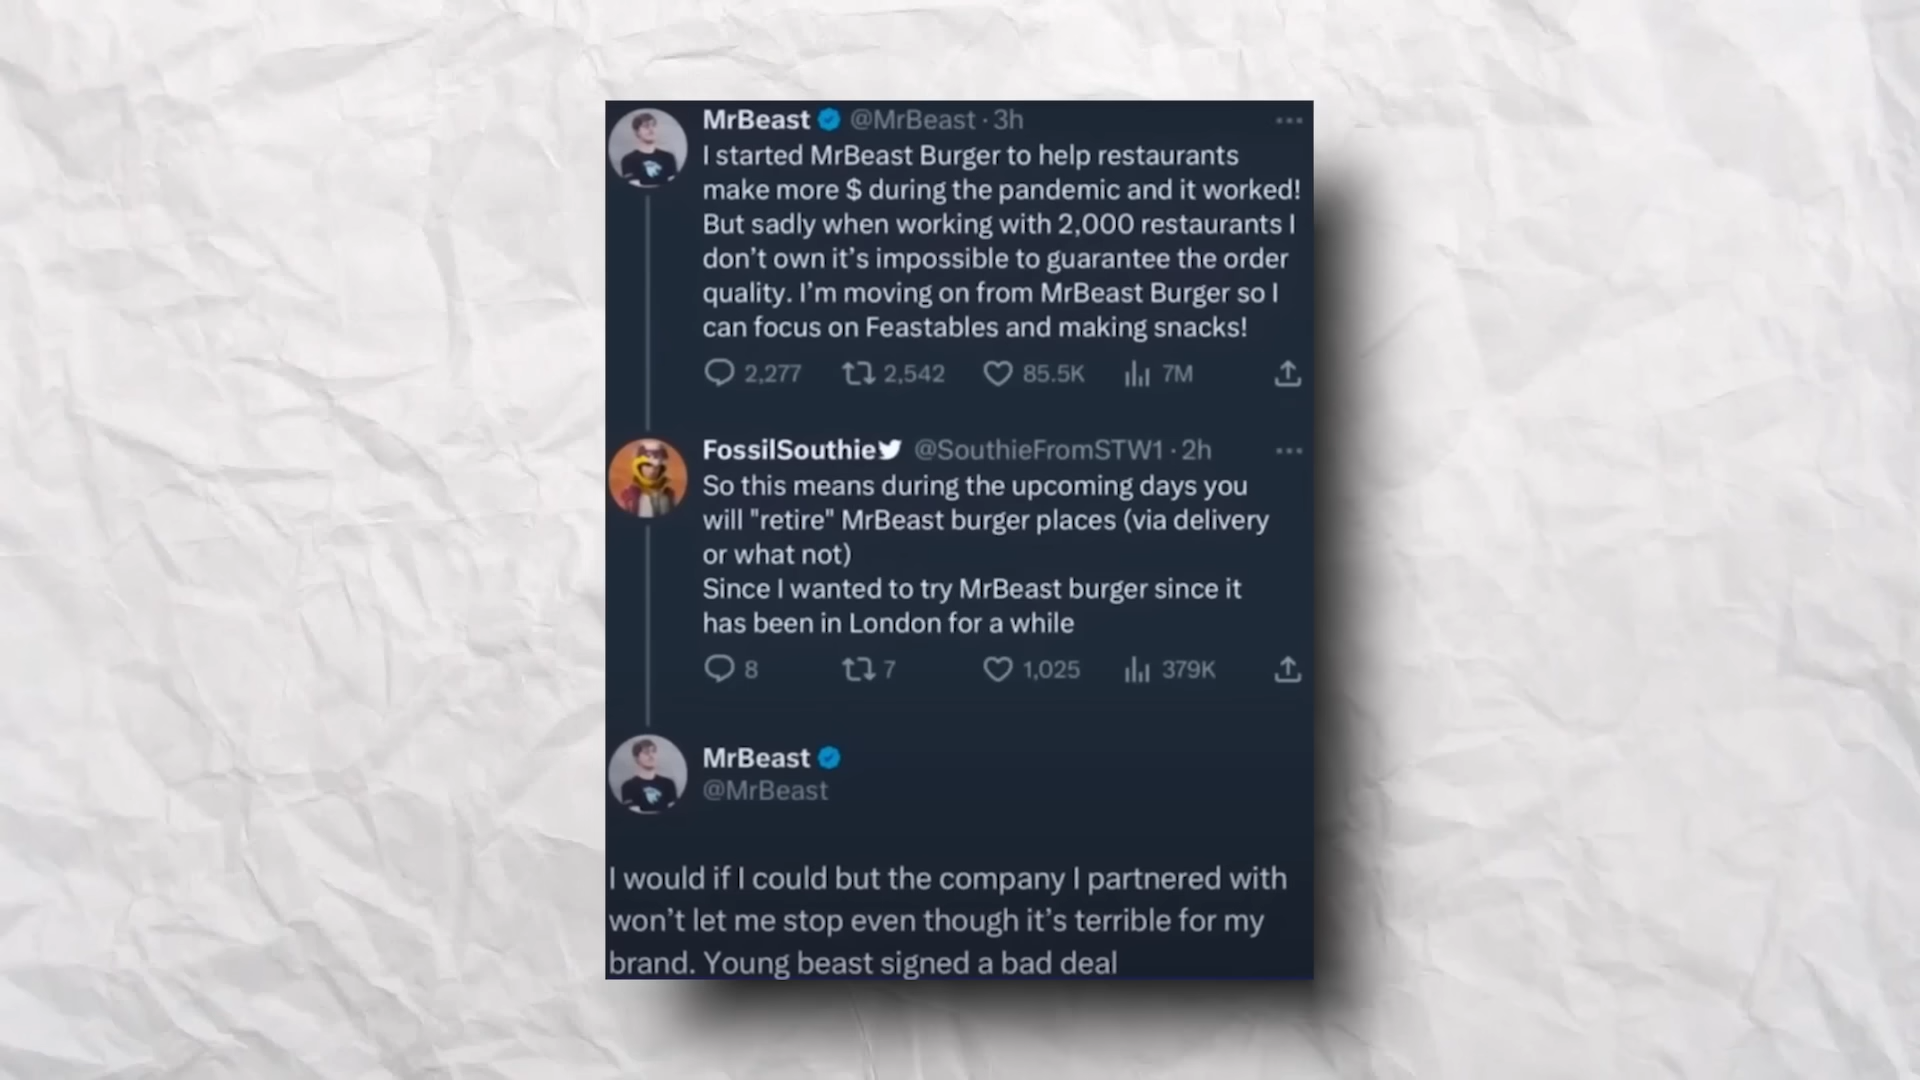 MrBeast @MrBeast · 3h
I started MrBeast Burger to help restaurants
make more $ during the pandemic and it worked!
But sadly when working with 2,000 restaurants I
don’t own it’s impossible to guarantee the order
quality. I’m moving on from MrBeast Burger so I
can focus on Feastables and making snacks!
2,277 2,542 85.5K 7M
FossilSouthie @SouthieFromSTW1 · 2h
So this means during the upcoming days you
will "retire" MrBeast burger places (via delivery
or what not)
Since I wanted to try MrBeast burger since it
has been in London for a while
8 7 1,025 379K
MrBeast
@MrBeast
I would if I could but the company I partnered with
won’t let me stop even though it’s terrible for my
brand. Young beast signed a bad deal